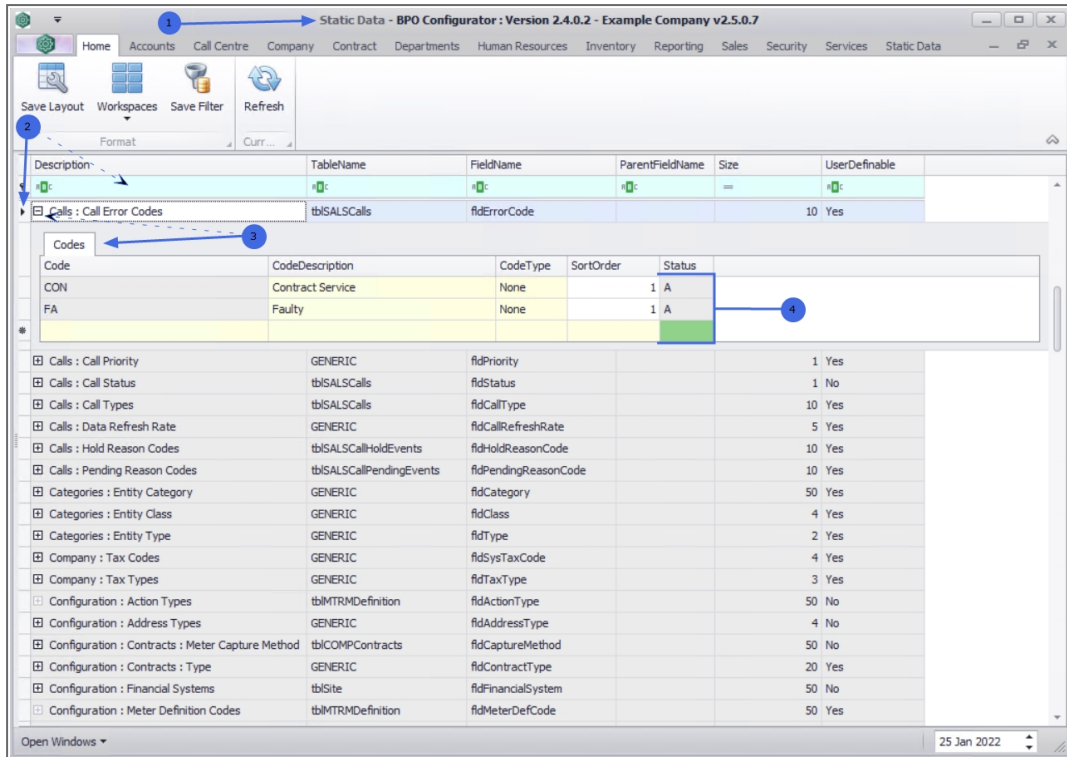 1
Static Data - BPO Configurator : Version 2.4.0.2 - Example Company v2.5.0.7
Home Accounts Call Centre Company Contract Departments Human Resources Inventory Reporting Sales Security Services Static Data
Save Layout Workspaces Save Filter Refresh
2
Format Curr...
Description TableName FieldName ParentFieldName Size UserDefinable
ABC ABC ABC ABC = ABC
Calls : Call Error Codes tblSALSCalls fldErrorCode 10 Yes
3
Codes
Code CodeDescription CodeType SortOrder Status
CON Contract Service None 1 A
FA Faulty None 1 A
4
Calls : Call Priority GENERIC fldPriority 1 Yes
Calls : Call Status tblSALSCalls fldStatus 1 No
Calls : Call Types tblSALSCalls fldCallType 10 Yes
Calls : Data Refresh Rate GENERIC fldCallRefreshRate 5 Yes
Calls : Hold Reason Codes tblSALSCallHoldEvents fldHoldReasonCode 10 Yes
Calls : Pending Reason Codes tblSALSCallPendingEvents fldPendingReasonCode 10 Yes
Categories : Entity Category GENERIC fldCategory 50 Yes
Categories : Entity Class GENERIC fldClass 4 Yes
Categories : Entity Type GENERIC fldType 2 Yes
Company : Tax Codes GENERIC fldSysTaxCode 4 Yes
Company : Tax Types GENERIC fldTaxType 3 Yes
Configuration : Action Types tblMTRMDefinition fldActionType 50 No
Configuration : Address Types GENERIC fldAddressType 4 No
Configuration : Contracts : Meter Capture Method tblCOMPContracts fldCaptureMethod 50 No
Configuration : Contracts : Type GENERIC fldContractType 20 Yes
Configuration : Financial Systems tblSite fldFinancialSystem 50 No
Configuration : Meter Definition Codes tblMTRMDefinition fldMeterDefCode 50 Yes
Open Windows 25 Jan 2022